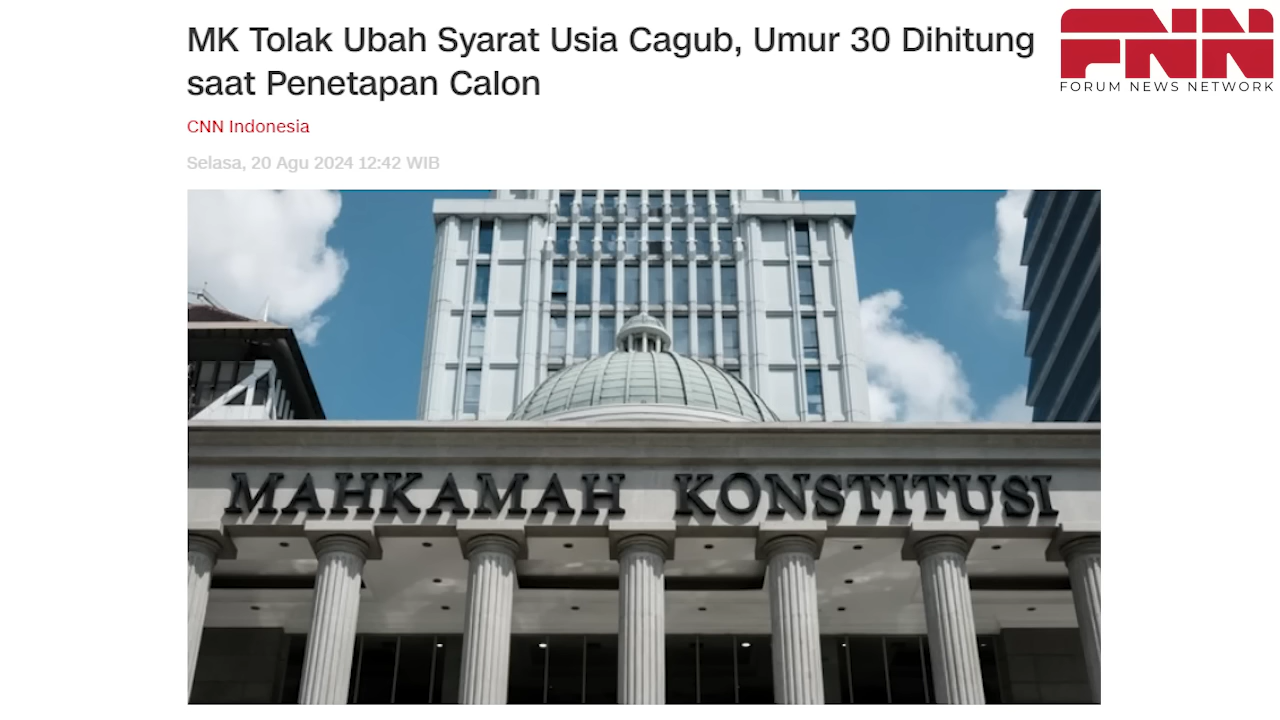 MK Tolak Ubah Syarat Usia Cagub, Umur 30 Dihitung
saat Penetapan Calon
FNN
FORUM NEWS NETWORK
CNN Indonesia
Selasa, 20 Agu 2024 12:42 WIB
MAHKAMAH KONSTITUSI